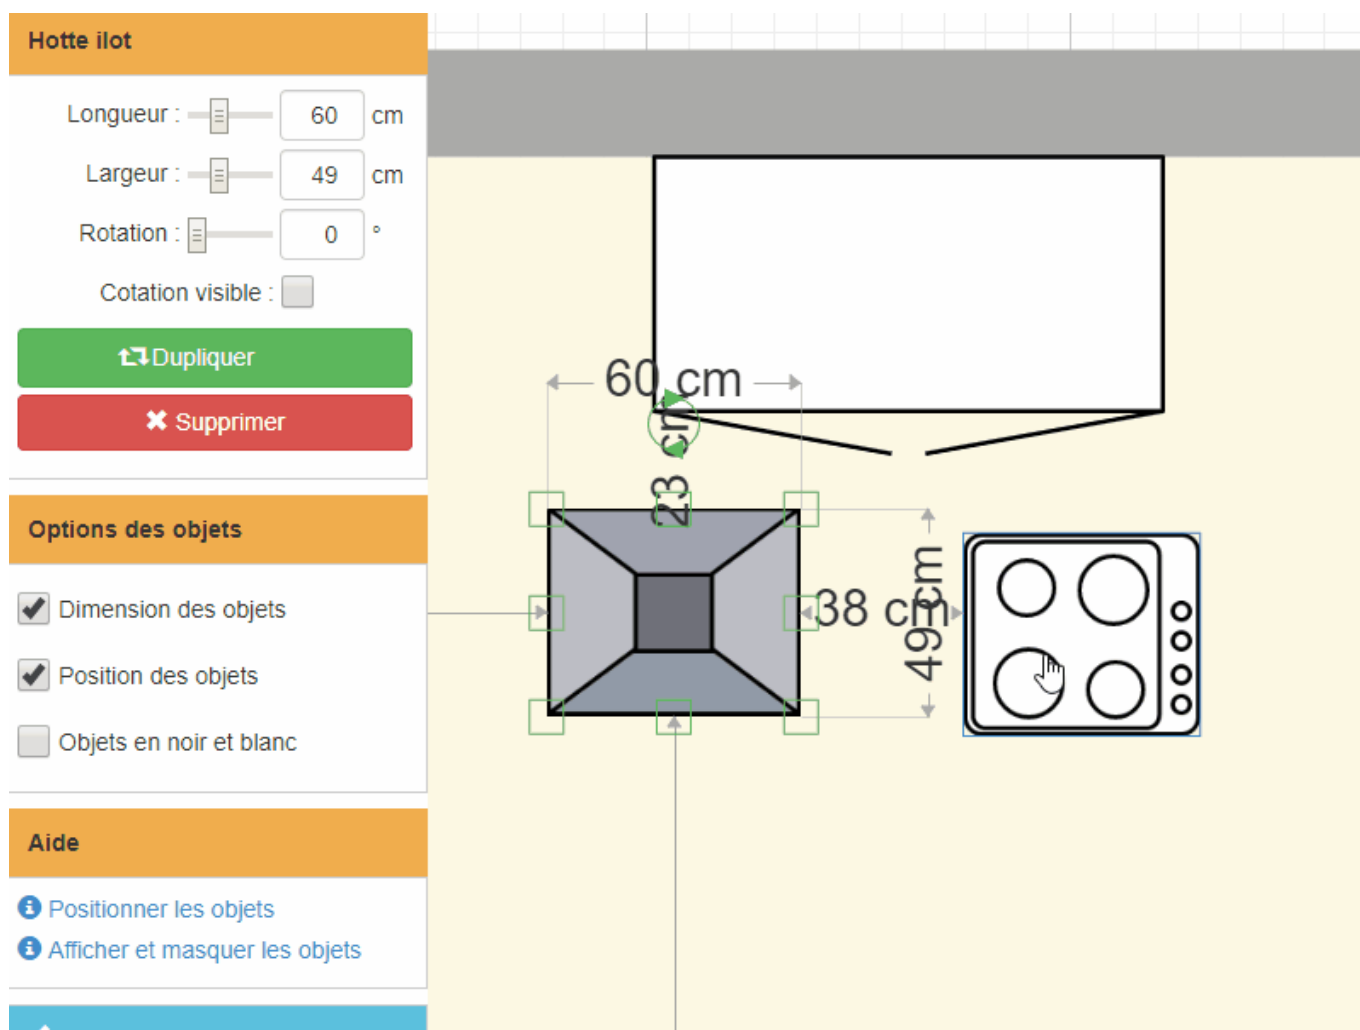 Hotte ilot
Longueur : 60 cm
Largeur : 49 cm
Rotation : 0 °
Cotation visible :
Dupliquer
Supprimer
Options des objets
Dimension des objets
Position des objets
Objets en noir et blanc
Aide
Positionner les objets
Afficher et masquer les objets
60 cm
23 cm
38 cm
49 cm